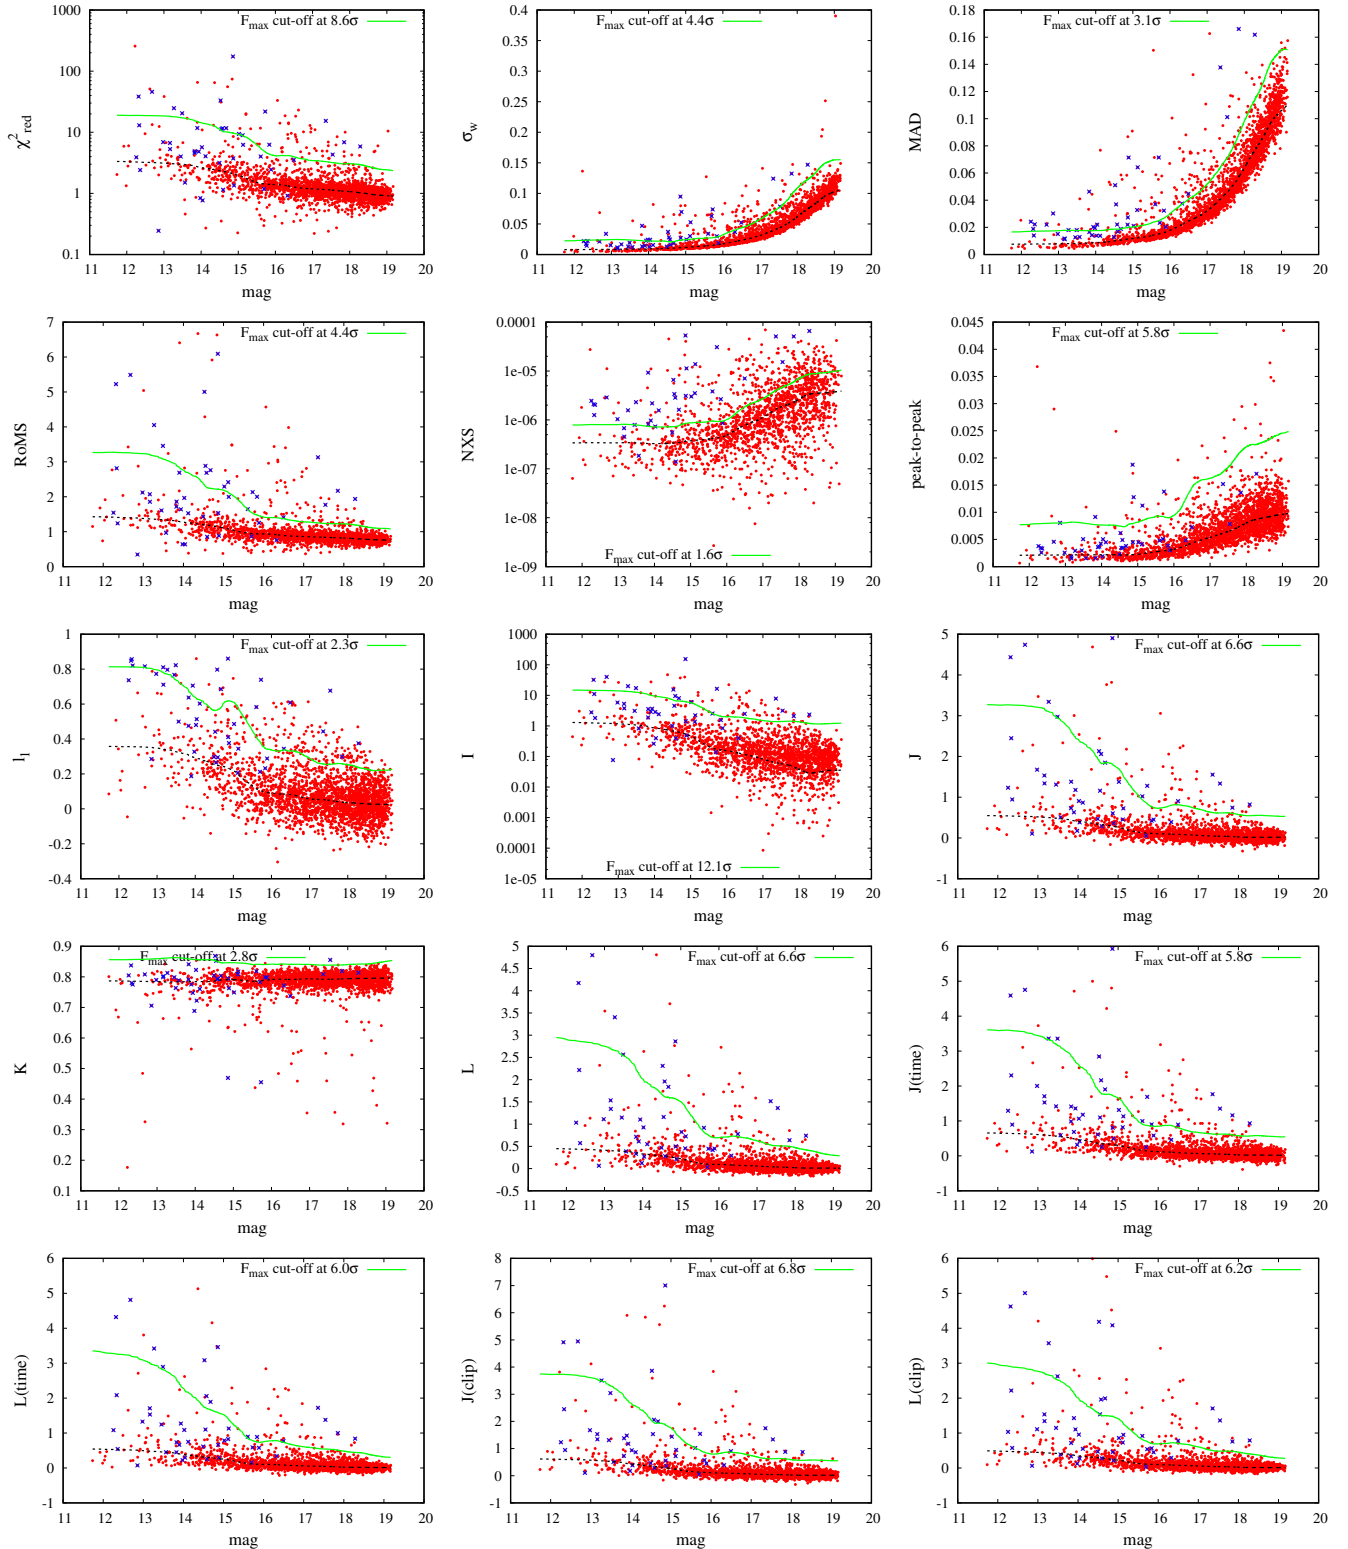 F_max cut-off at 8.6σ
1000
100
10
1
0.1
χ²_red
11 12 13 14 15 16 17 18 19 20
mag
F_max cut-off at 4.4σ
0.4
0.35
0.3
0.25
0.2
0.15
0.1
0.05
0
σ_w
11 12 13 14 15 16 17 18 19 20
mag
F_max cut-off at 3.1σ
0.18
0.16
0.14
0.12
0.1
0.08
0.06
0.04
0.02
0
MAD
11 12 13 14 15 16 17 18 19 20
mag
F_max cut-off at 4.4σ
7
6
5
4
3
2
1
0
RoMS
11 12 13 14 15 16 17 18 19 20
mag
0.0001
1e-05
1e-06
1e-07
1e-08
1e-09
NXS
F_max cut-off at 1.6σ
11 12 13 14 15 16 17 18 19 20
mag
F_max cut-off at 5.8σ
0.045
0.04
0.035
0.03
0.025
0.02
0.015
0.01
0.005
0
peak-to-peak
11 12 13 14 15 16 17 18 19 20
mag
F_max cut-off at 2.3σ
1
0.8
0.6
0.4
0.2
0
-0.2
-0.4
l_1
11 12 13 14 15 16 17 18 19 20
mag
1000
100
10
1
0.1
0.01
0.001
0.0001
1e-05
I
F_max cut-off at 12.1σ
11 12 13 14 15 16 17 18 19 20
mag
F_max cut-off at 6.6σ
5
4
3
2
1
0
-1
J
11 12 13 14 15 16 17 18 19 20
mag
F_max cut-off at 2.8σ
0.9
0.8
0.7
0.6
0.5
0.4
0.3
0.2
0.1
K
11 12 13 14 15 16 17 18 19 20
mag
F_max cut-off at 6.6σ
5
4.5
4
3.5
3
2.5
2
1.5
1
0.5
0
-0.5
L
11 12 13 14 15 16 17 18 19 20
mag
F_max cut-off at 5.8σ
6
5
4
3
2
1
0
-1
J(time)
11 12 13 14 15 16 17 18 19 20
mag
F_max cut-off at 6.0σ
6
5
4
3
2
1
0
-1
L(time)
11 12 13 14 15 16 17 18 19 20
mag
F_max cut-off at 6.8σ
8
7
6
5
4
3
2
1
0
-1
J(clip)
11 12 13 14 15 16 17 18 19 20
mag
F_max cut-off at 6.2σ
6
5
4
3
2
1
0
-1
L(clip)
11 12 13 14 15 16 17 18 19 20
mag